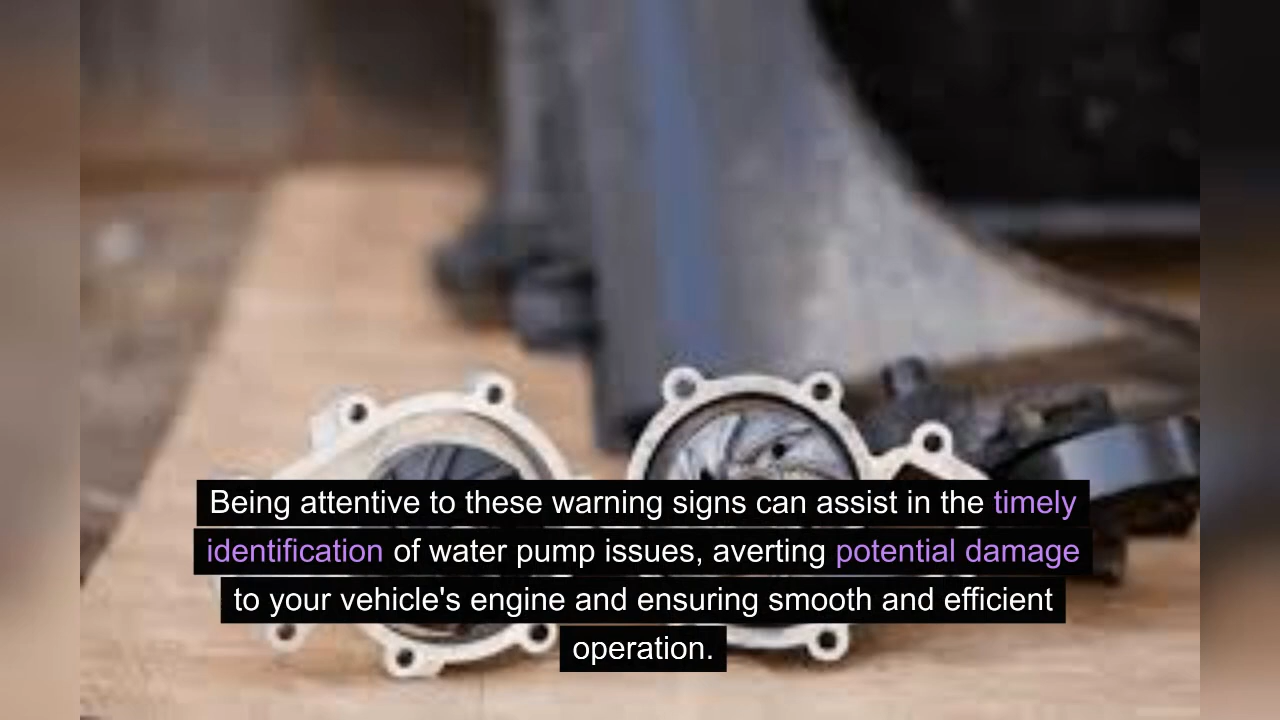 Being attentive to these warning signs can assist in the timely
identification of water pump issues, averting potential damage
to your vehicle's engine and ensuring smooth and efficient
operation.